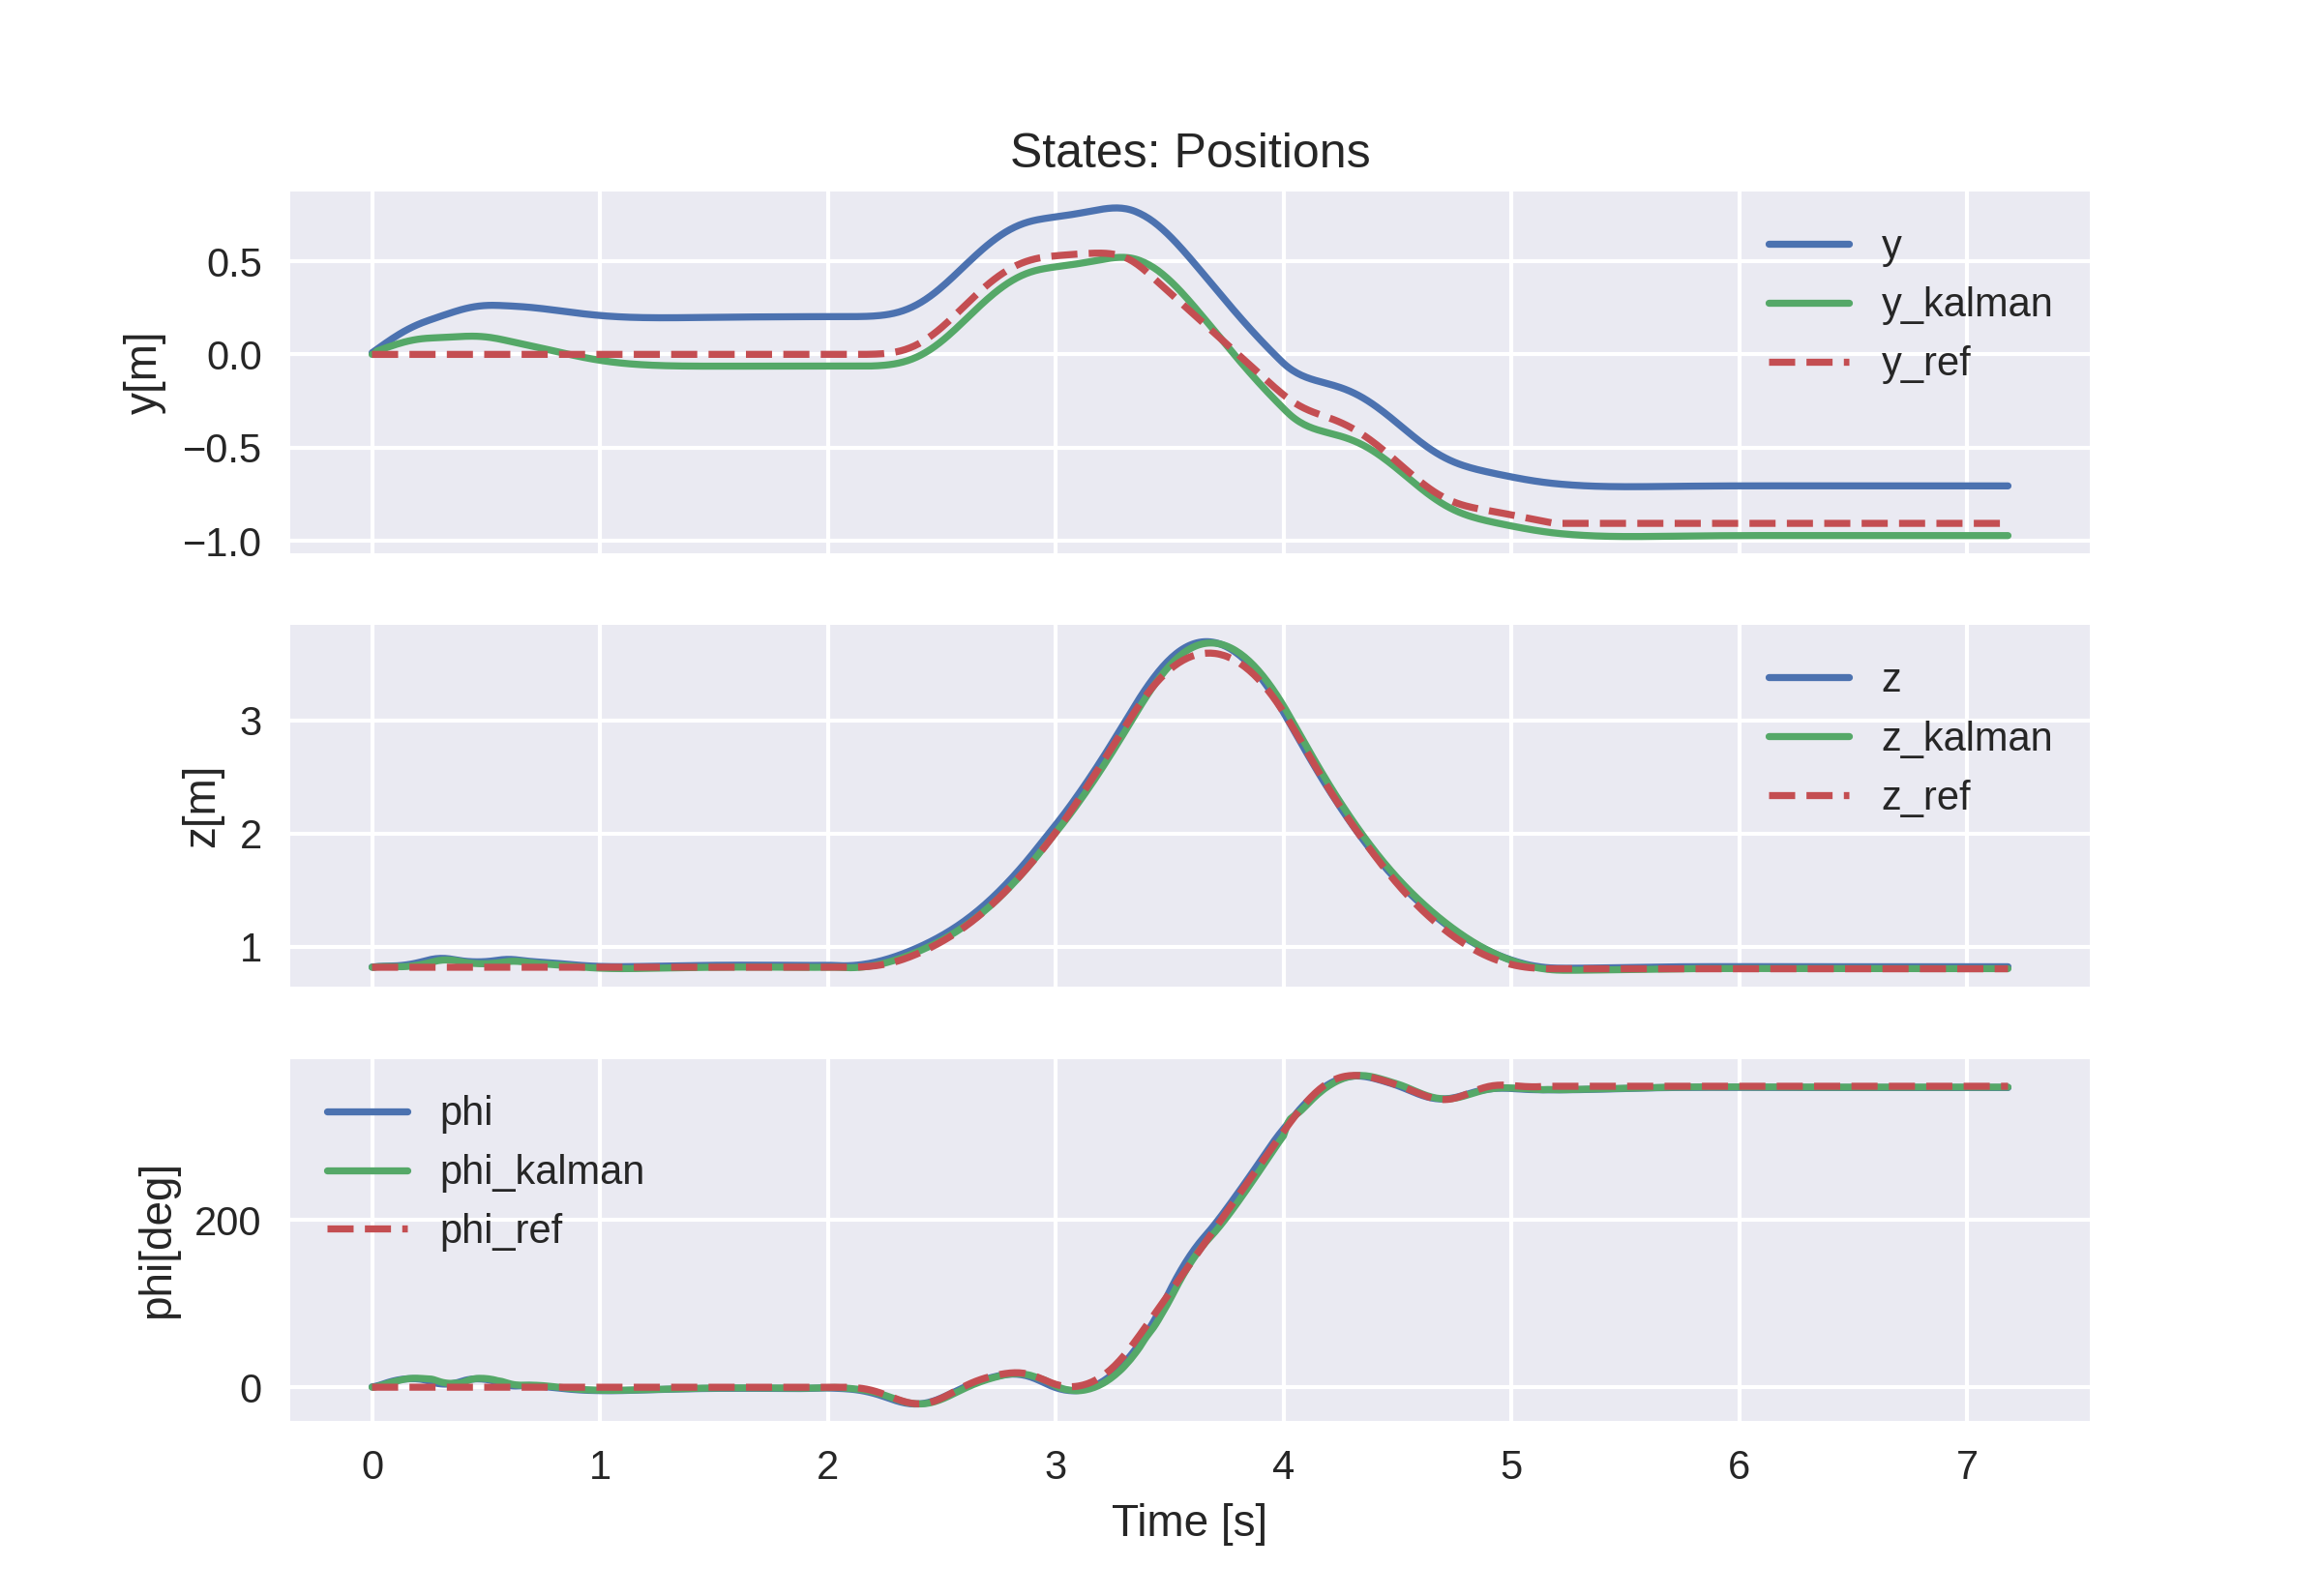 States: Positions
y[m]
0.5
0.0
−0.5
−1.0
y
y_kalman
y_ref
z[m]
3
2
1
z
z_kalman
z_ref
phi[deg]
200
0
phi
phi_kalman
phi_ref
0 1 2 3 4 5 6 7
Time [s]